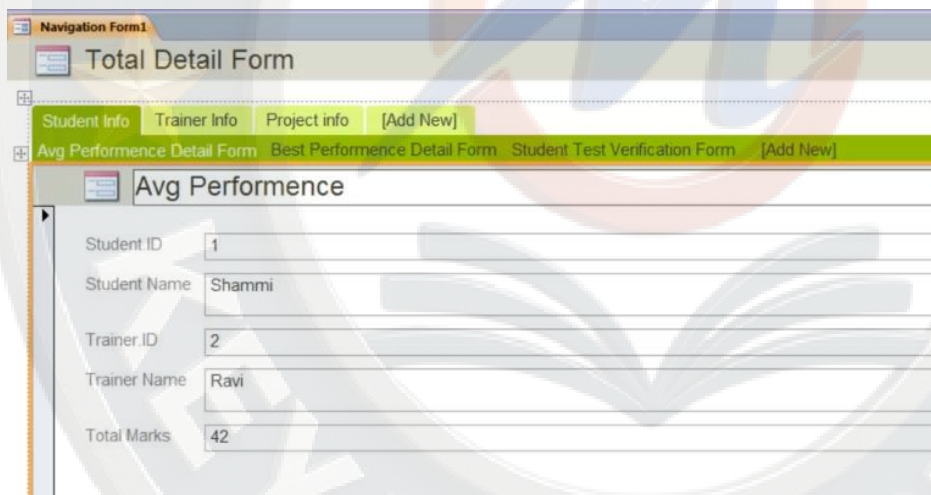 Navigation Form1
Total Detail Form
Student Info Trainer Info Project info [Add New]
Avg Performence Detail Form Best Performence Detail Form Student Test Verification Form [Add New]
Avg Performence
Student ID 1
Student Name Shammi
Trainer.ID 2
Trainer Name Ravi
Total Marks 42
KEY